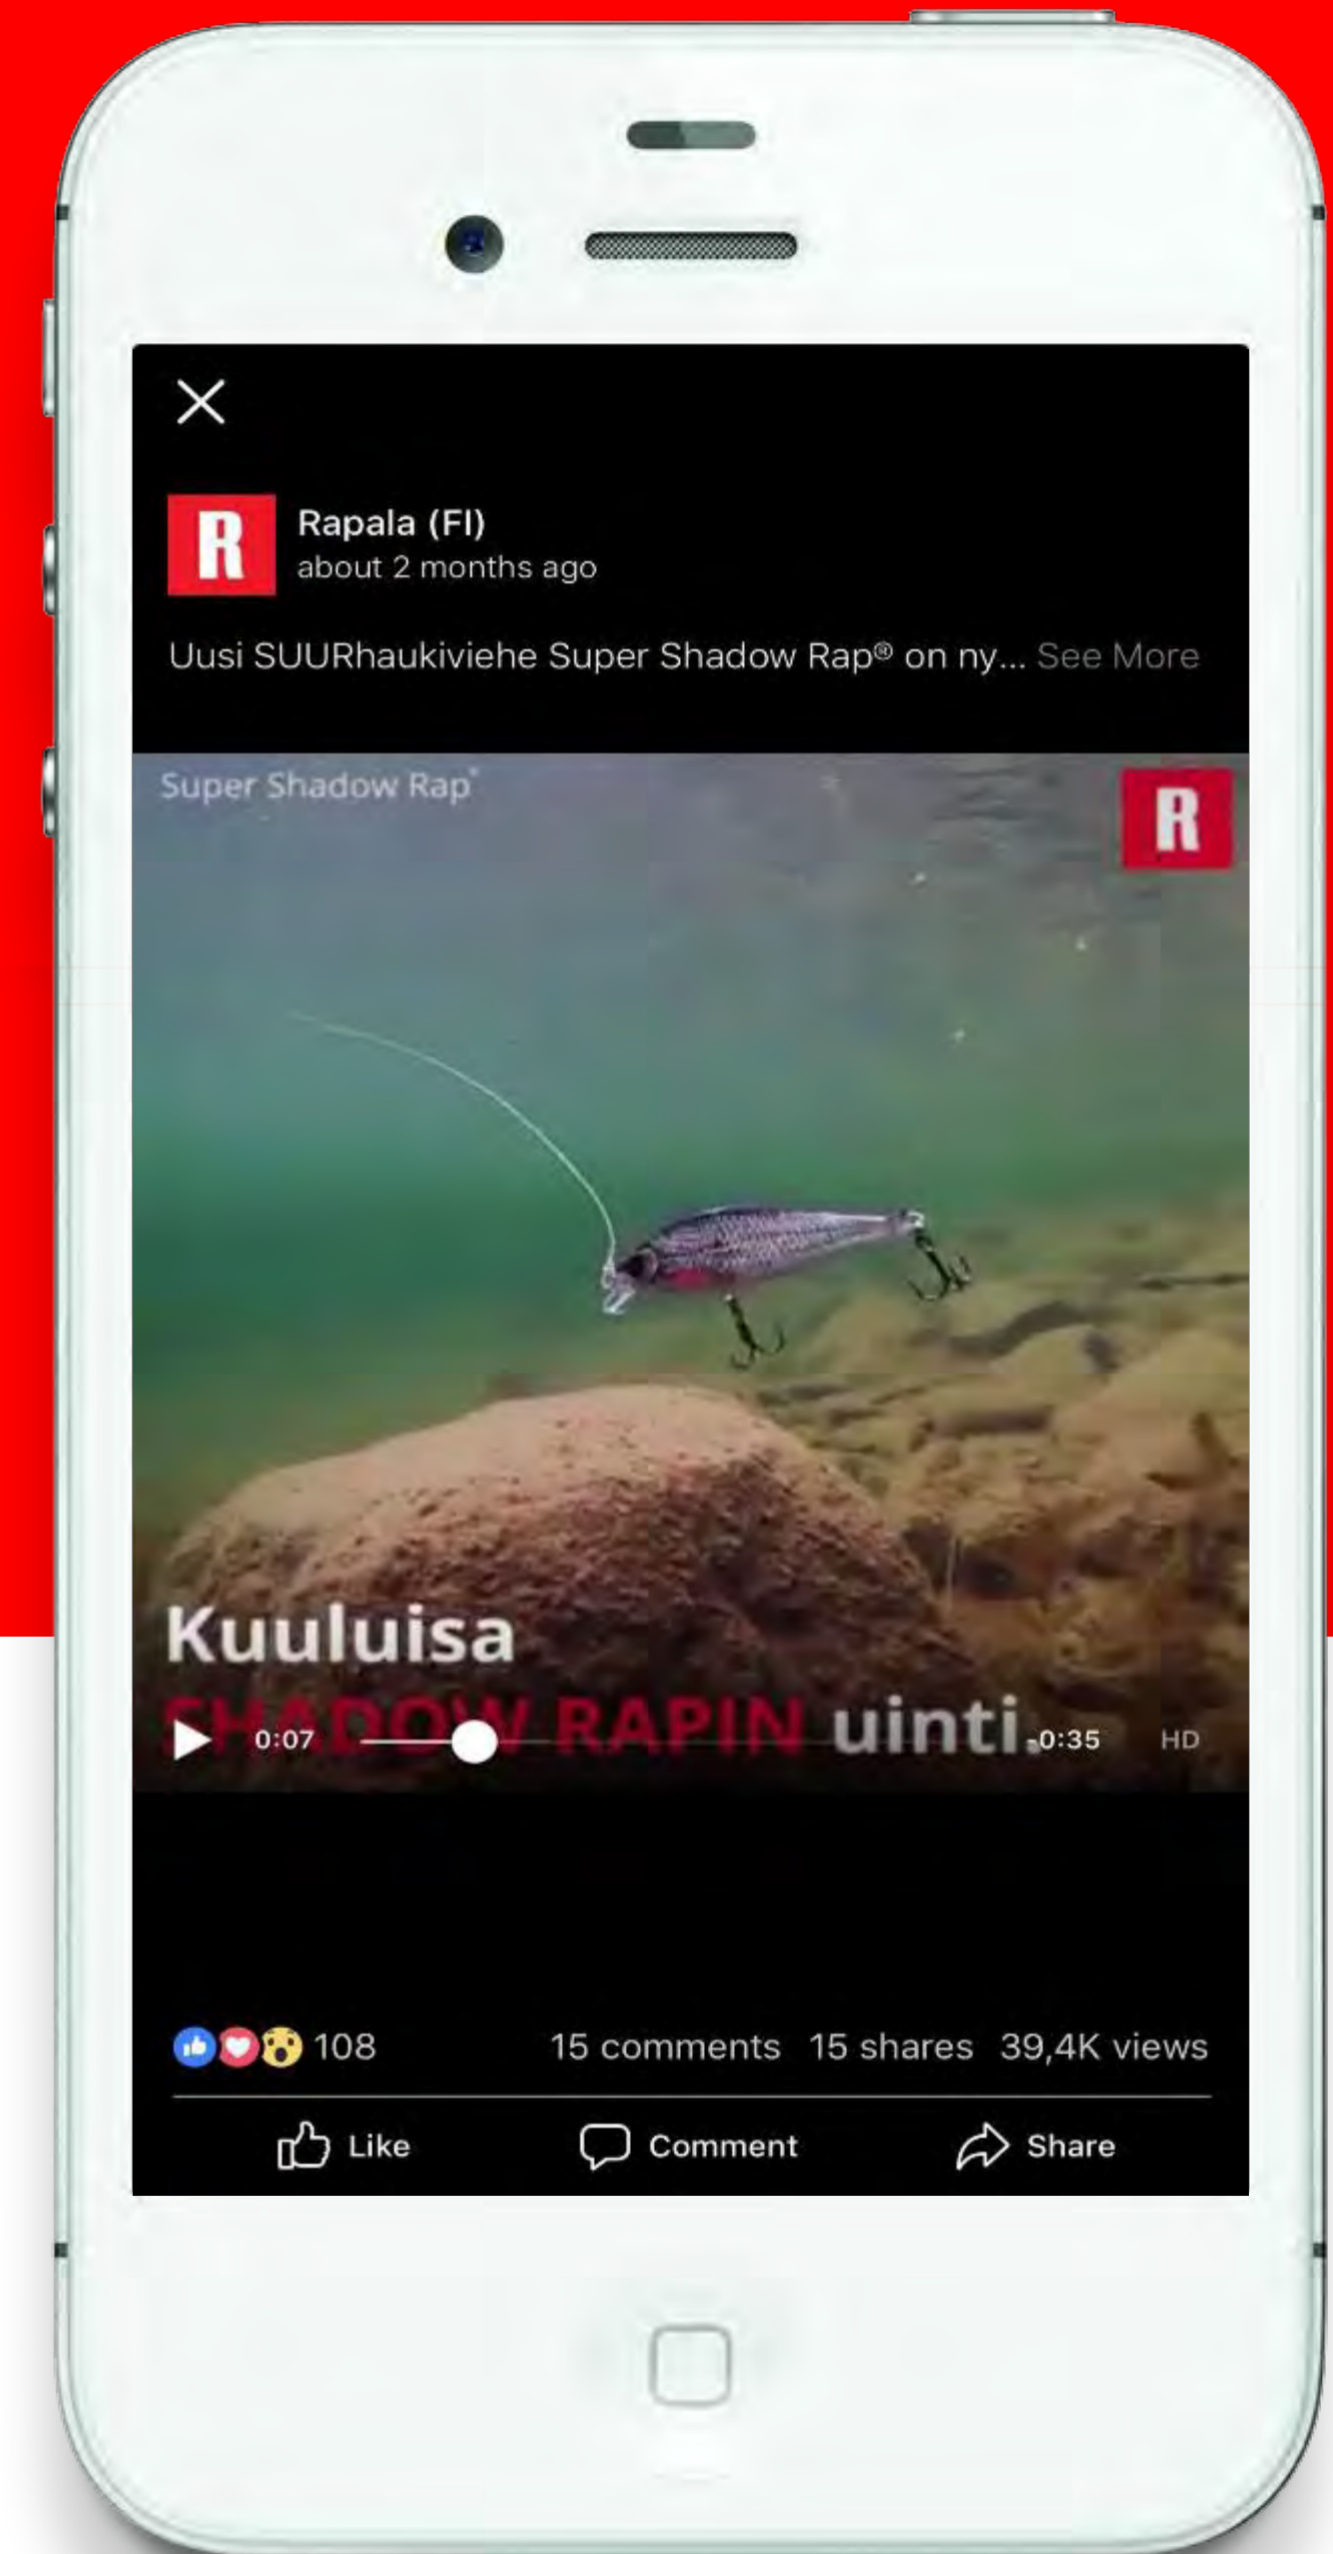 R
Rapala (FI)
about 2 months ago
Uusi SUURhaukiviehe Super Shadow Rap® on ny... See More
Super Shadow Rap®
R
Kuuluisa
SHADOW RAPIN uinti.
0:07
-0:35
HD
108
15 comments 15 shares 39,4K views
Like Comment Share